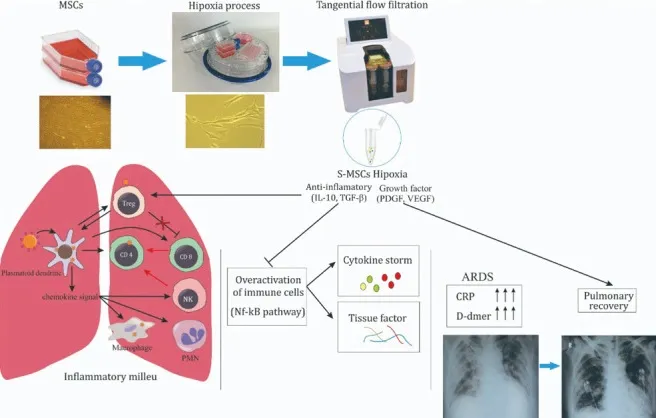 MSCs
Hipoxia process
Tangential flow filtration
S-MSCs Hipoxia
Anti-inflamatory
(IL-10, TGF-β)
Growth factor
(PDGF, VEGF)
Treg
Plasmatoid dendritic
CD 4
CD 8
chemokine signal
NK
Macrophage
PMN
Inflammatory milleu
Overactivation
of immune cells
(Nf-kB pathway)
Cytokine storm
Tissue factor
ARDS
CRP
D-dmer
Pulmonary
recovery